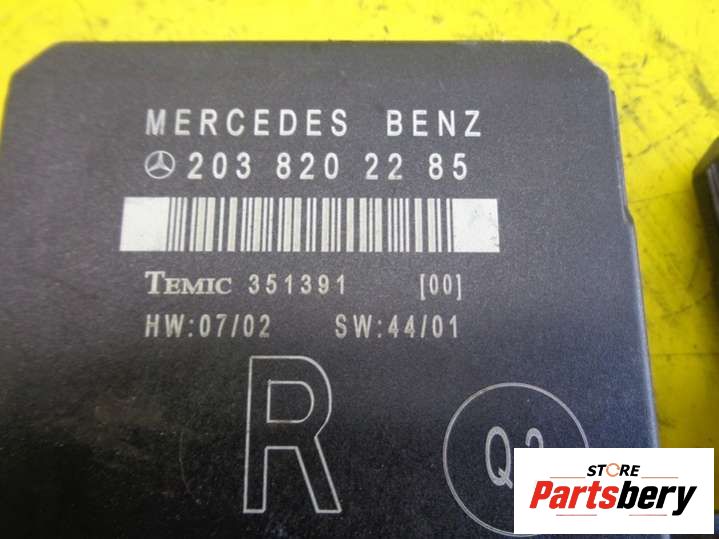 MERCEDES BENZ
203 820 22 85
TEMIC 351391 [00]
HW:07/02 SW:44/01
R
STORE
Partsbery